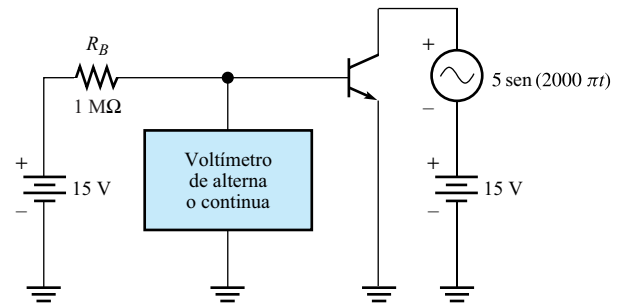 R_B
1 MΩ
+
15 V
−
Voltímetro
de alterna
o continua
+
5 sen (2000 πt)
−
+
15 V
−